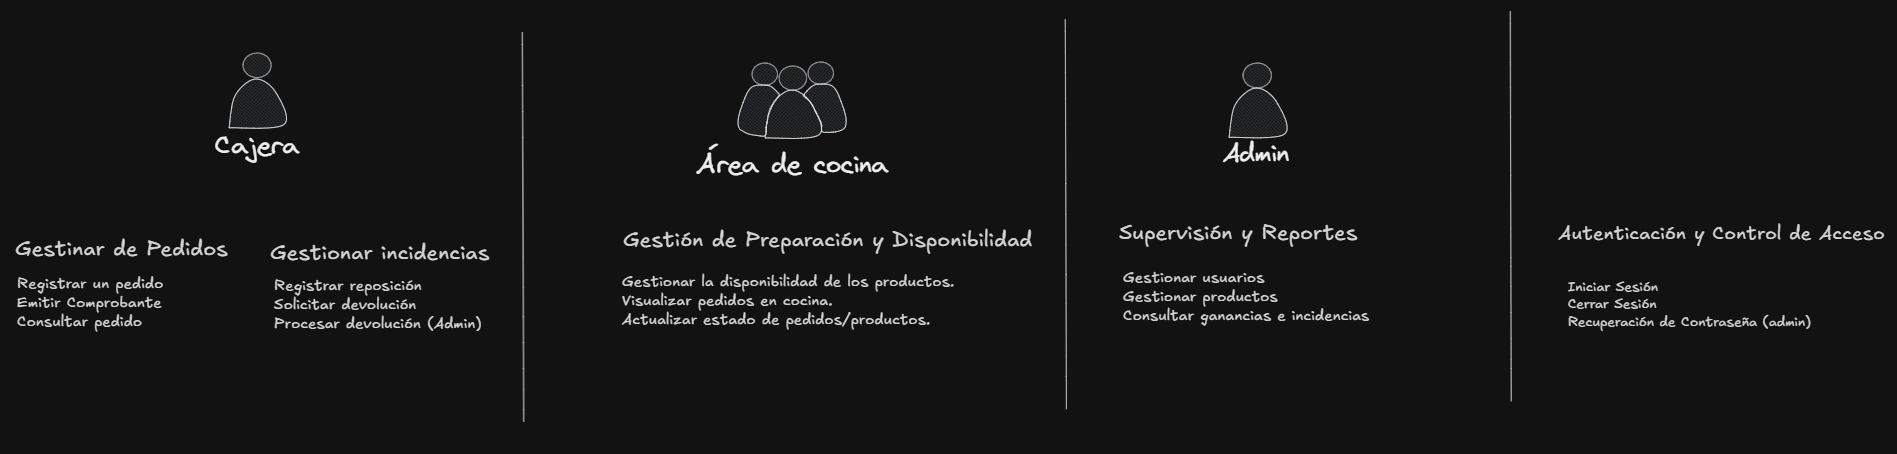 Cajera
Gestinar de Pedidos
Registrar un pedido
Emitir Comprobante
Consultar pedido
Gestionar incidencias
Registrar reposición
Solicitar devolución
Procesar devolución (Admin)
Área de cocina
Gestión de Preparación y Disponibilidad
Gestionar la disponibilidad de los productos.
Visualizar pedidos en cocina.
Actualizar estado de pedidos/productos.
Admin
Supervisión y Reportes
Gestionar usuarios
Gestionar productos
Consultar ganancias e incidencias
Autenticación y Control de Acceso
Iniciar Sesión
Cerrar Sesión
Recuperación de Contraseña (admin)